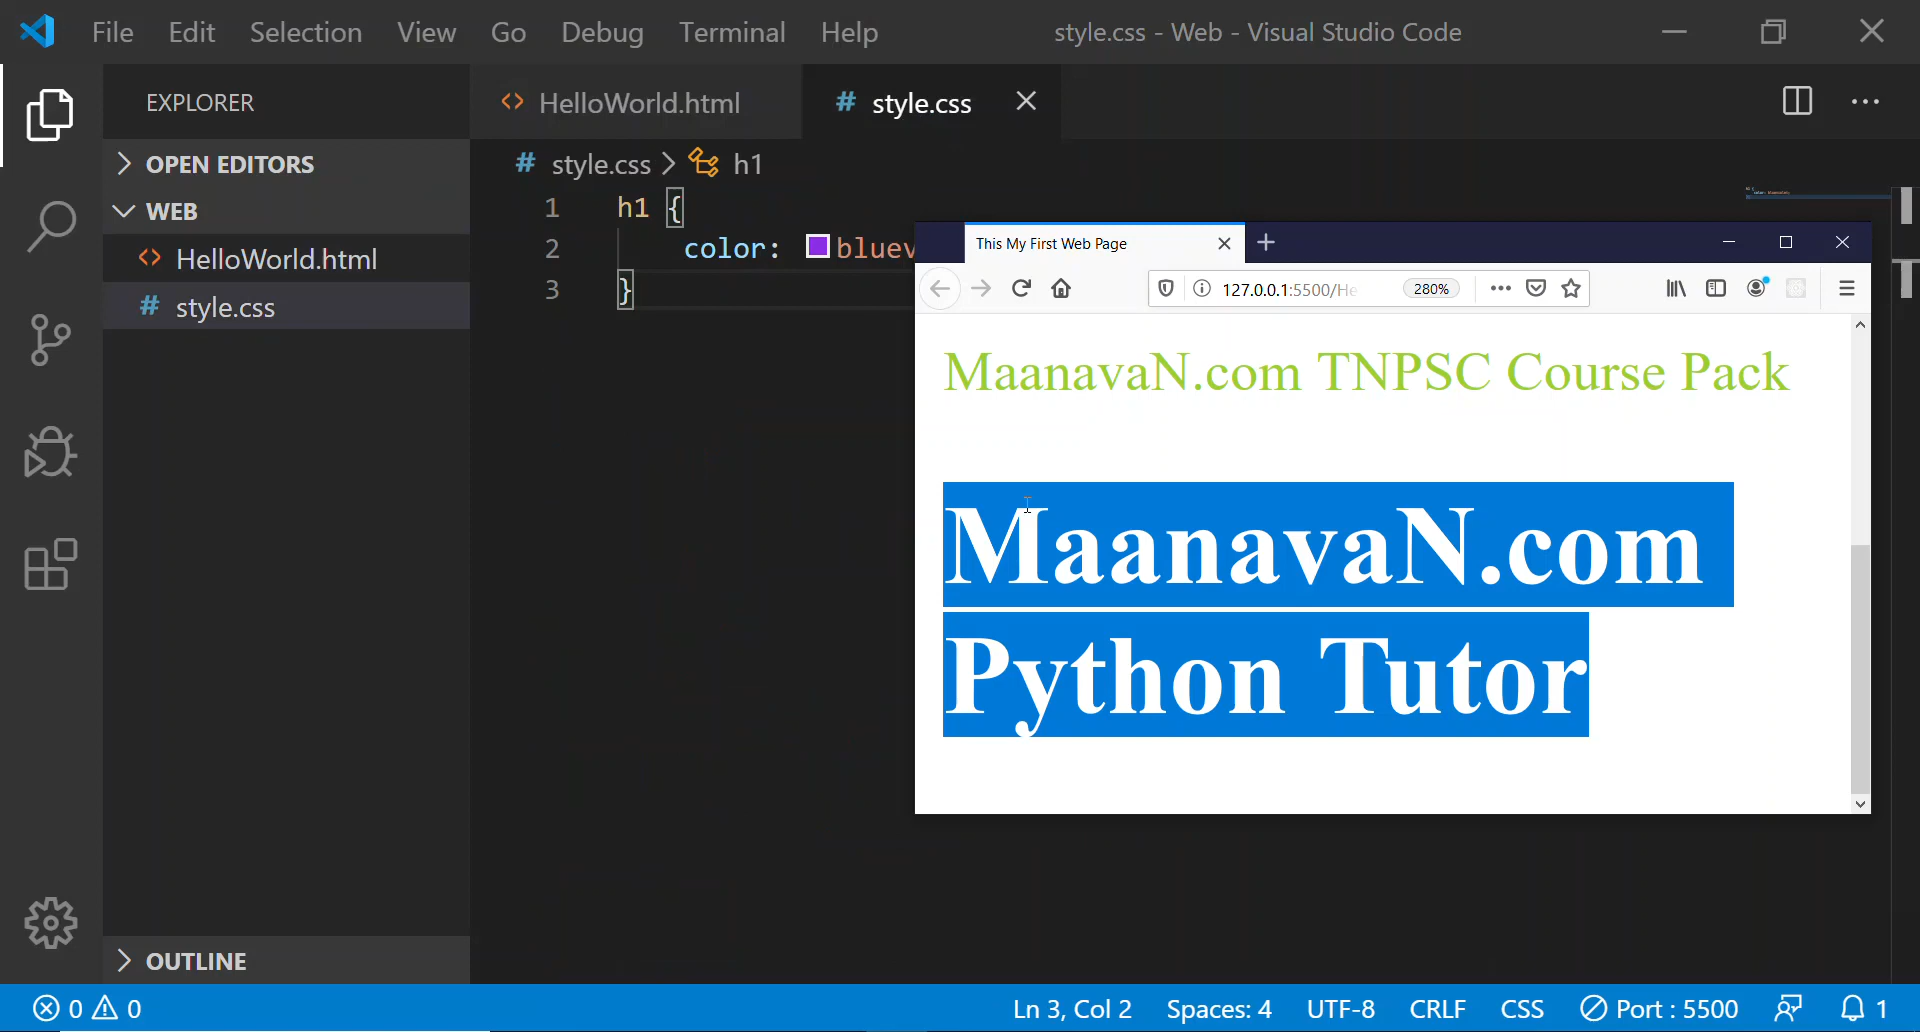 File Edit Selection View Go Debug Terminal Help style.css - Web - Visual Studio Code
EXPLORER
OPEN EDITORS
WEB
HelloWorld.html
# style.css
OUTLINE
HelloWorld.html # style.css
# style.css > h1
1 h1 {
2 color:
3 }
This My First Web Page
127.0.0.1:5500/He
280%
MaanavaN.com TNPSC Course Pack
MaanavaN.com
Python Tutor
0 0 Ln 3, Col 2 Spaces: 4 UTF-8 CRLF CSS Port : 5500 1